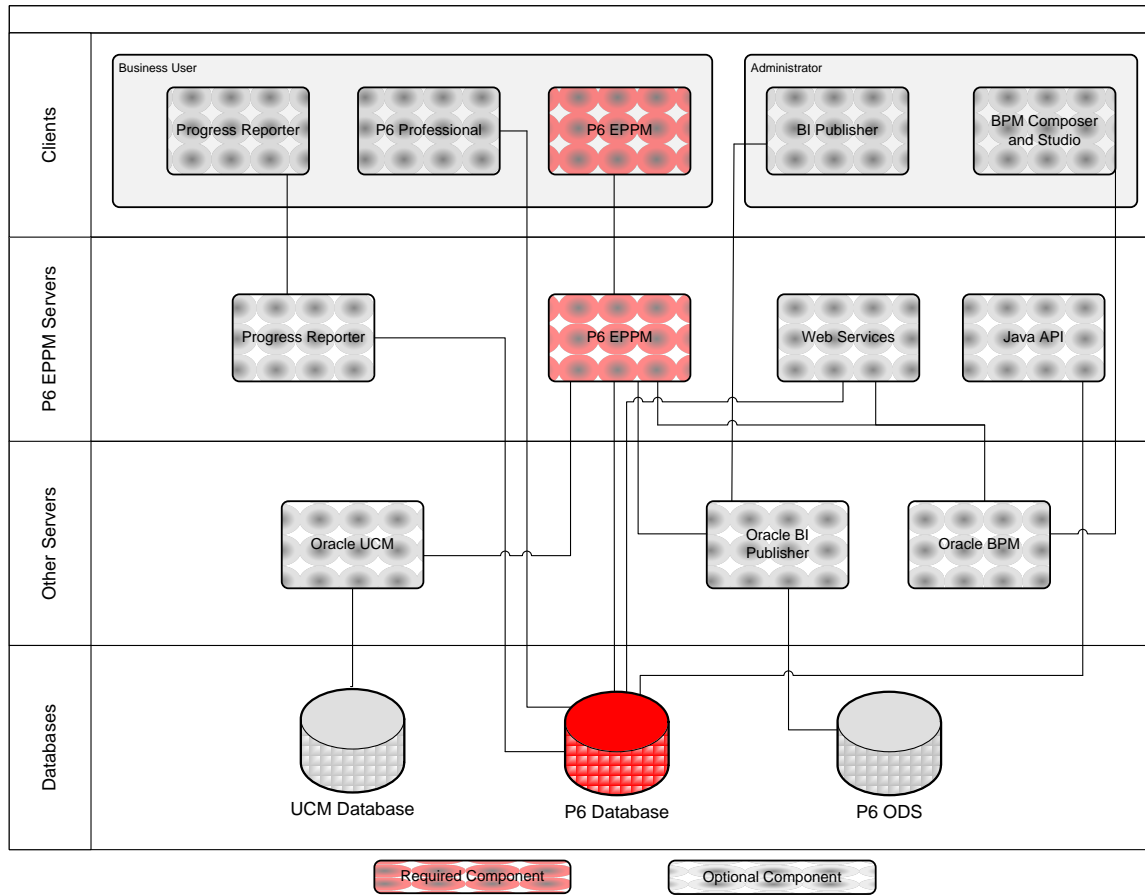 Clients
Business User
Administrator
Progress Reporter
P6 Professional
P6 EPPM
BI Publisher
BPM Composer
and Studio
P6 EPPM Servers
Progress Reporter
P6 EPPM
Web Services
Java API
Other Servers
Oracle UCM
Oracle BI
Publisher
Oracle BPM
Databases
UCM Database
P6 Database
P6 ODS
Required Component
Optional Component